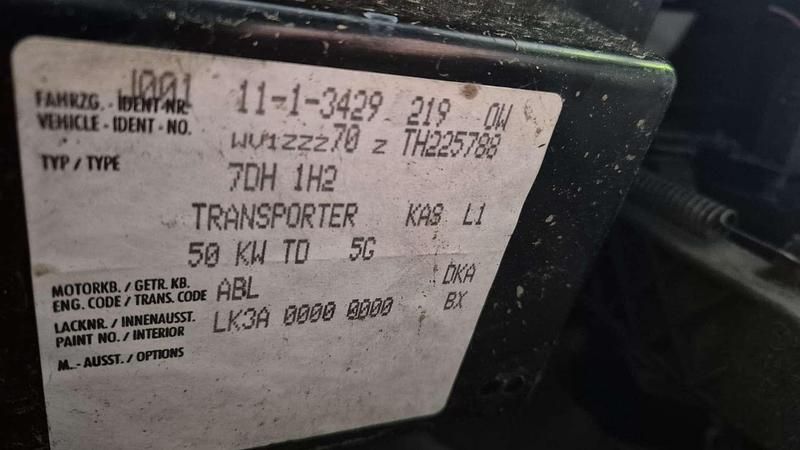 J001
11-1-3429 219 0W
FAHRZG. - IDENT-NR.
VEHICLE - IDENT - NO.
WV1ZZZ70 Z TH225788
TYP / TYPE
7DH 1H2
TRANSPORTER KAS L1
50 KW TD 5G
MOTORKB. / GETR. KB.
ENG. CODE / TRANS. CODE
ABL DKA
LACKNR. / INNENAUSST.
PAINT NO. / INTERIOR
LK3A 0000 0000 BX
M.. - AUSST. / OPTIONS